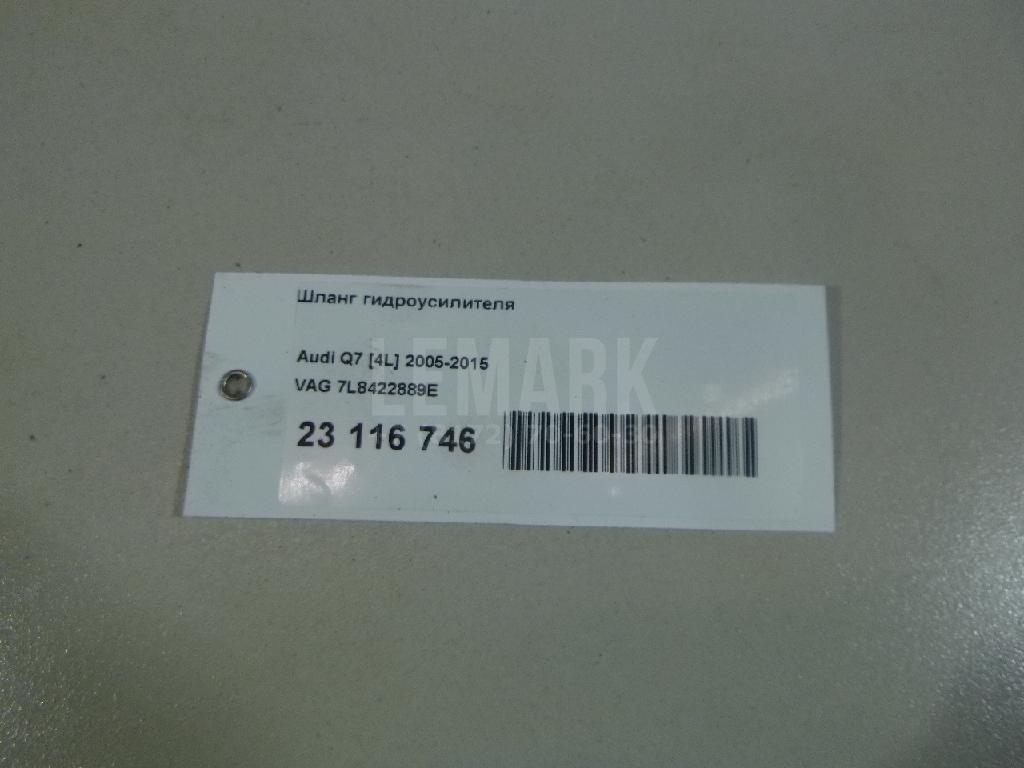 Шланг гидроусилителя
Audi Q7 [4L] 2005-2015
VAG 7L8422889E
LEMARK
23 116 746